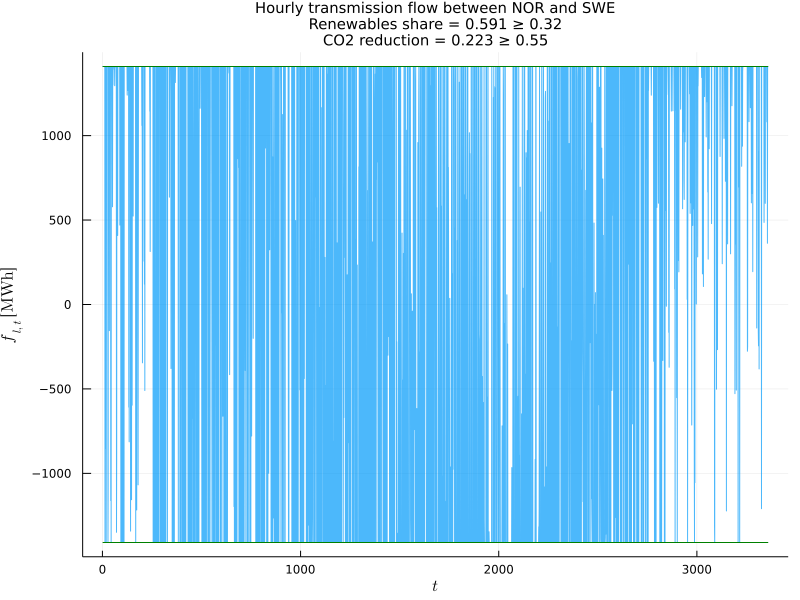 Hourly transmission flow between NOR and SWE
Renewables share = 0.591 ≥ 0.32
CO2 reduction = 0.223 ≥ 0.55
1000
500
0
−500
−1000
f l,t [MWh]
0 1000 2000 3000
t